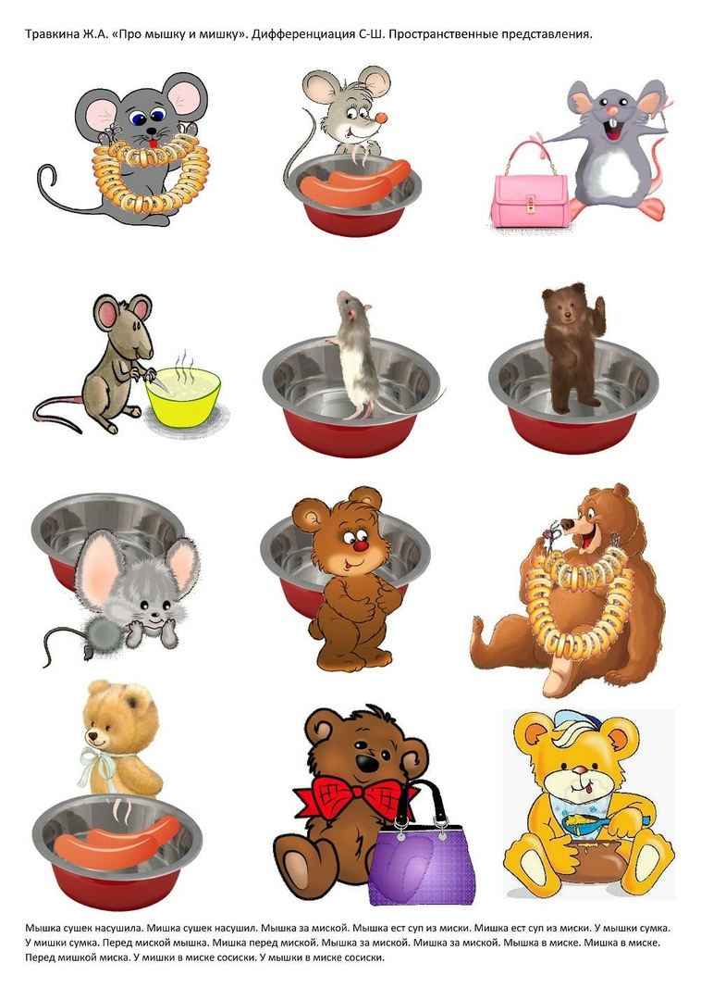 Травкина Ж.А. «Про мышку и мишку». Дифференциация С-Ш. Пространственные представления.
Мышка сушек насушила. Мишка сушек насушил. Мышка за миской. Мышка ест суп из миски. Мишка ест суп из миски. У мышки сумка.
У мишки сумка. Перед миской мышка. Мишка перед миской. Мышка за миской. Мишка за миской. Мышка в миске. Мишка в миске.
Перед мишкой миска. У мишки в миске сосиски. У мышки в миске сосиски.